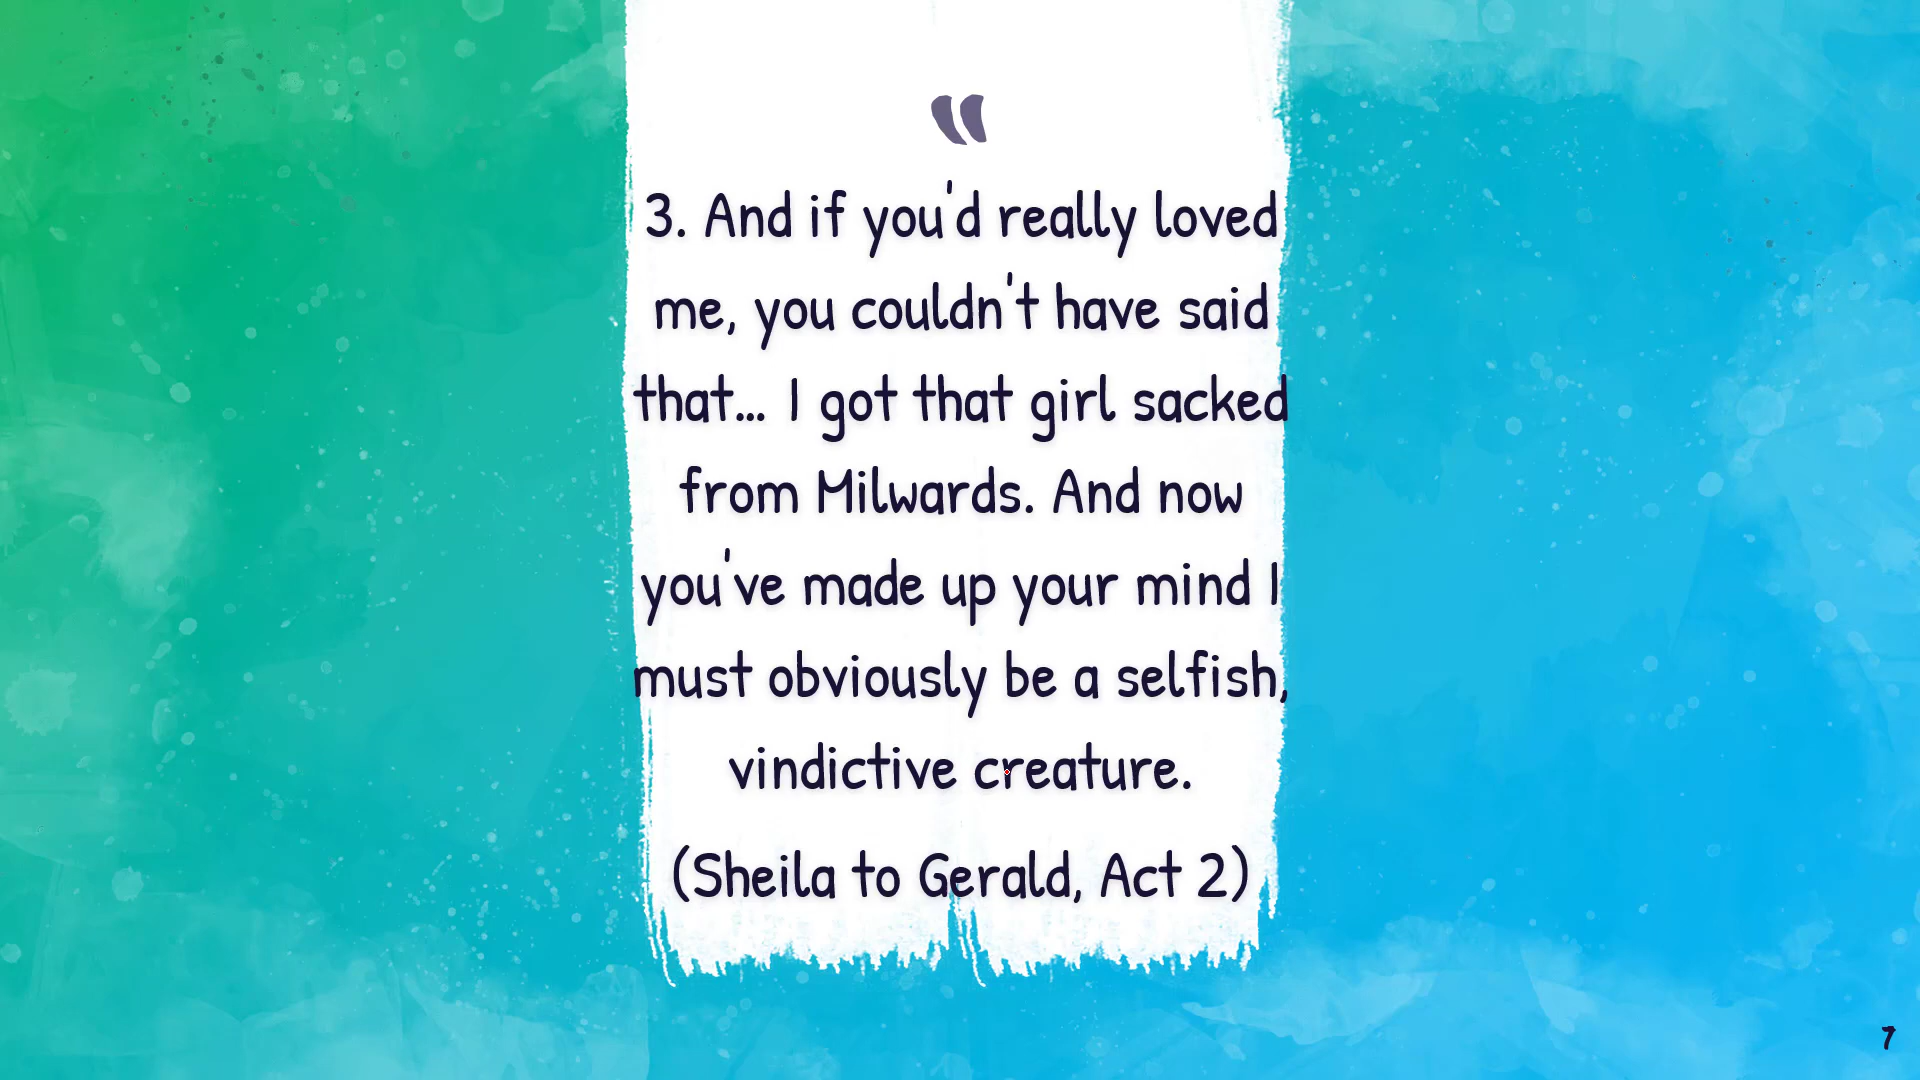 “
3. And if you'd really loved
me, you couldn't have said
that... I got that girl sacked
from Milwards. And now
you've made up your mind I
must obviously be a selfish,
vindictive creature.
(Sheila to Gerald, Act 2)
7